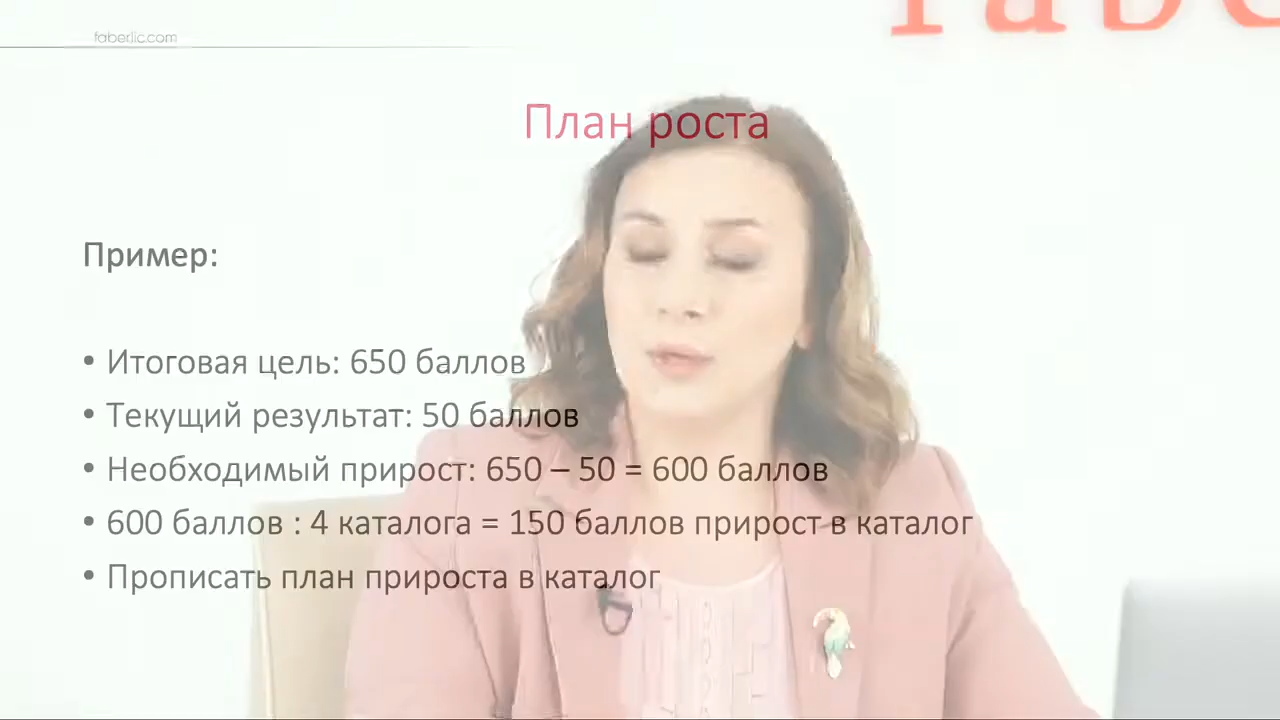 faberlic.com
План роста
Пример:
• Итоговая цель: 650 баллов
• Текущий результат: 50 баллов
• Необходимый прирост: 650 – 50 = 600 баллов
• 600 баллов : 4 каталога = 150 баллов прирост в каталог
• Прописать план прироста в каталог